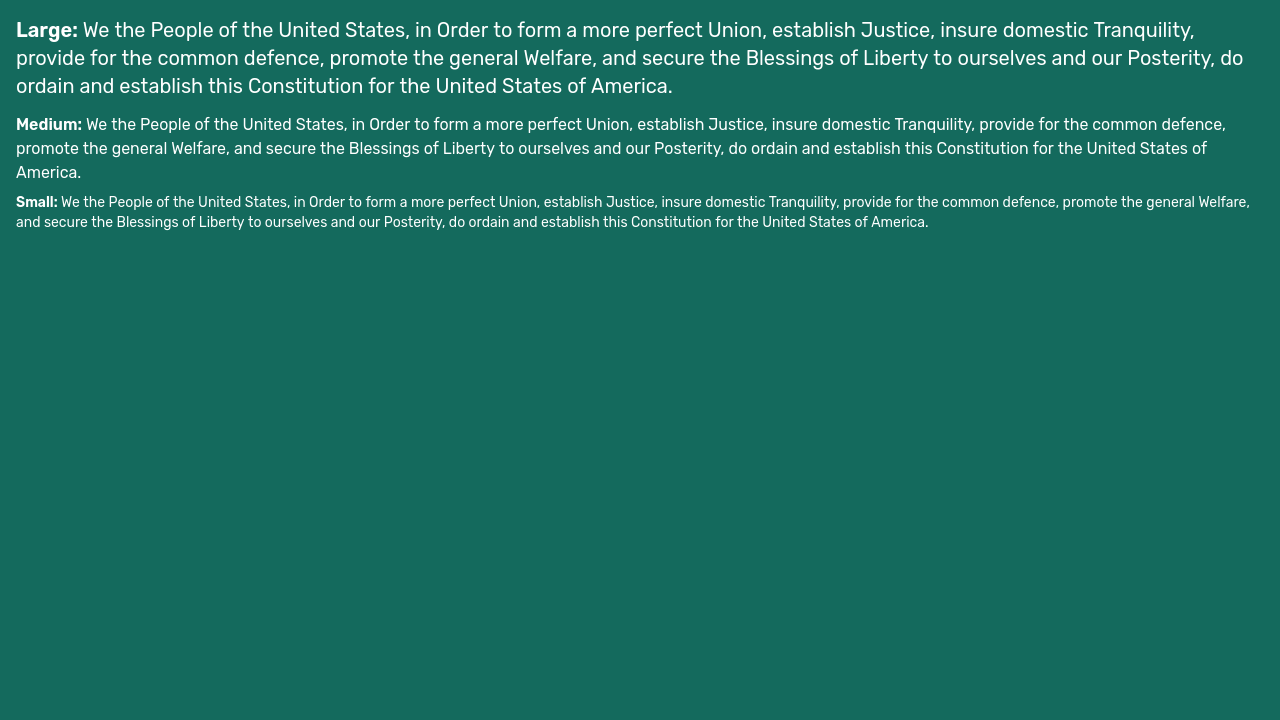 Large: We the People of the United States, in Order to form a more perfect Union, establish Justice, insure domestic Tranquility,
provide for the common defence, promote the general Welfare, and secure the Blessings of Liberty to ourselves and our Posterity, do
ordain and establish this Constitution for the United States of America.
Medium: We the People of the United States, in Order to form a more perfect Union, establish Justice, insure domestic Tranquility, provide for the common defence,
promote the general Welfare, and secure the Blessings of Liberty to ourselves and our Posterity, do ordain and establish this Constitution for the United States of
America.
Small: We the People of the United States, in Order to form a more perfect Union, establish Justice, insure domestic Tranquility, provide for the common defence, promote the general Welfare,
and secure the Blessings of Liberty to ourselves and our Posterity, do ordain and establish this Constitution for the United States of America.